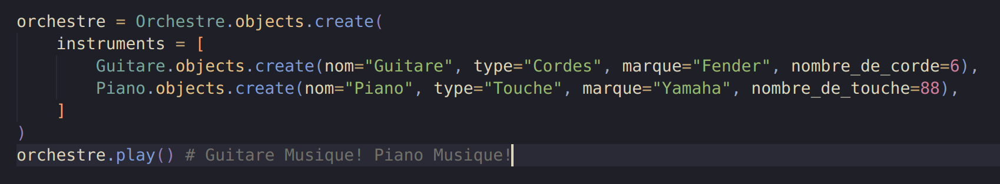 orchestre = Orchestre.objects.create(
    instruments = [
        Guitare.objects.create(nom="Guitare", type="Cordes", marque="Fender", nombre_de_corde=6),
        Piano.objects.create(nom="Piano", type="Touche", marque="Yamaha", nombre_de_touche=88),
    ]
)
orchestre.play() # Guitare Musique! Piano Musique!